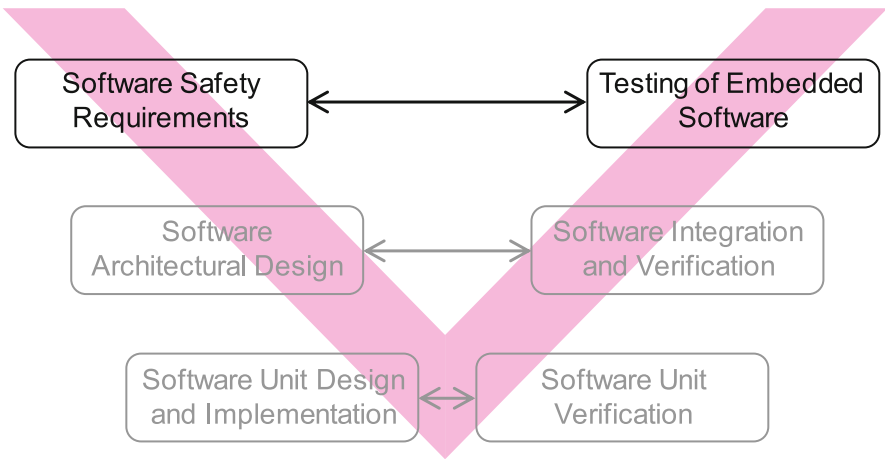 Software Safety
Requirements
Testing of Embedded
Software
Software
Architectural Design
Software Integration
and Verification
Software Unit Design
and Implementation
Software Unit
Verification